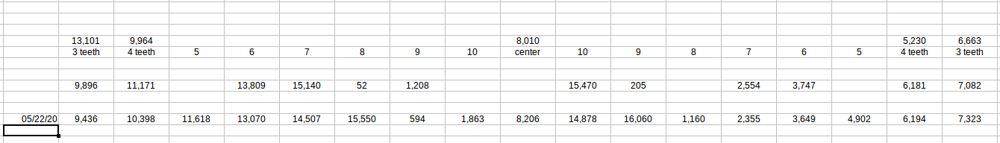 13,101 9,964 8,010 5,230 6,663
3 teeth 4 teeth 5 6 7 8 9 10 center 10 9 8 7 6 5 4 teeth 3 teeth
9,896 11,171 13,809 15,140 52 1,208 15,470 205 2,554 3,747 6,181 7,082
05/22/20 9,436 10,398 11,618 13,070 14,507 15,550 594 1,863 8,206 14,878 16,060 1,160 2,355 3,649 4,902 6,194 7,323